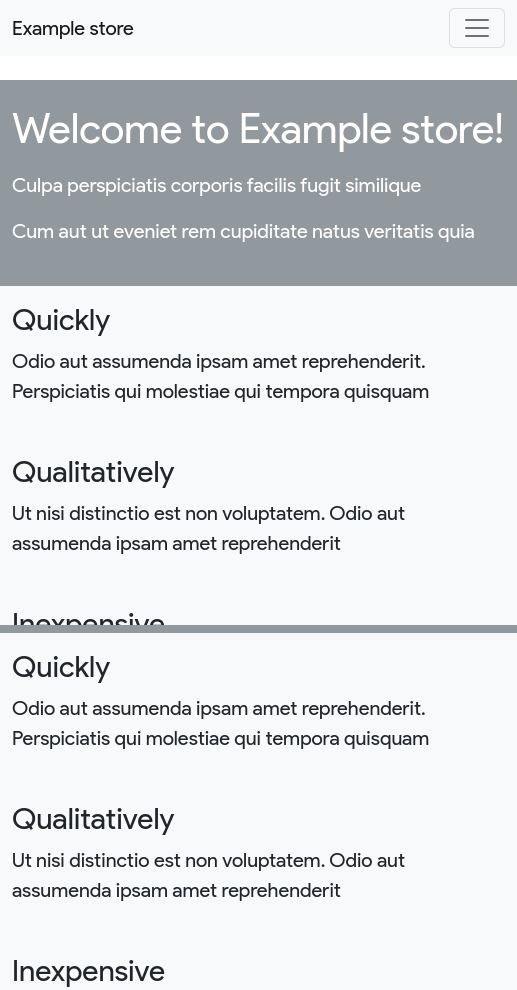 Example store
Welcome to Example store!
Culpa perspiciatis corporis facilis fugit similique
Cum aut ut eveniet rem cupiditate natus veritatis quia
Quickly
Odio aut assumenda ipsam amet reprehenderit.
Perspiciatis qui molestiae qui tempora quisquam
Qualitatively
Ut nisi distinctio est non voluptatem. Odio aut
assumenda ipsam amet reprehenderit
Inexpensive
Quickly
Odio aut assumenda ipsam amet reprehenderit.
Perspiciatis qui molestiae qui tempora quisquam
Qualitatively
Ut nisi distinctio est non voluptatem. Odio aut
assumenda ipsam amet reprehenderit
Inexpensive